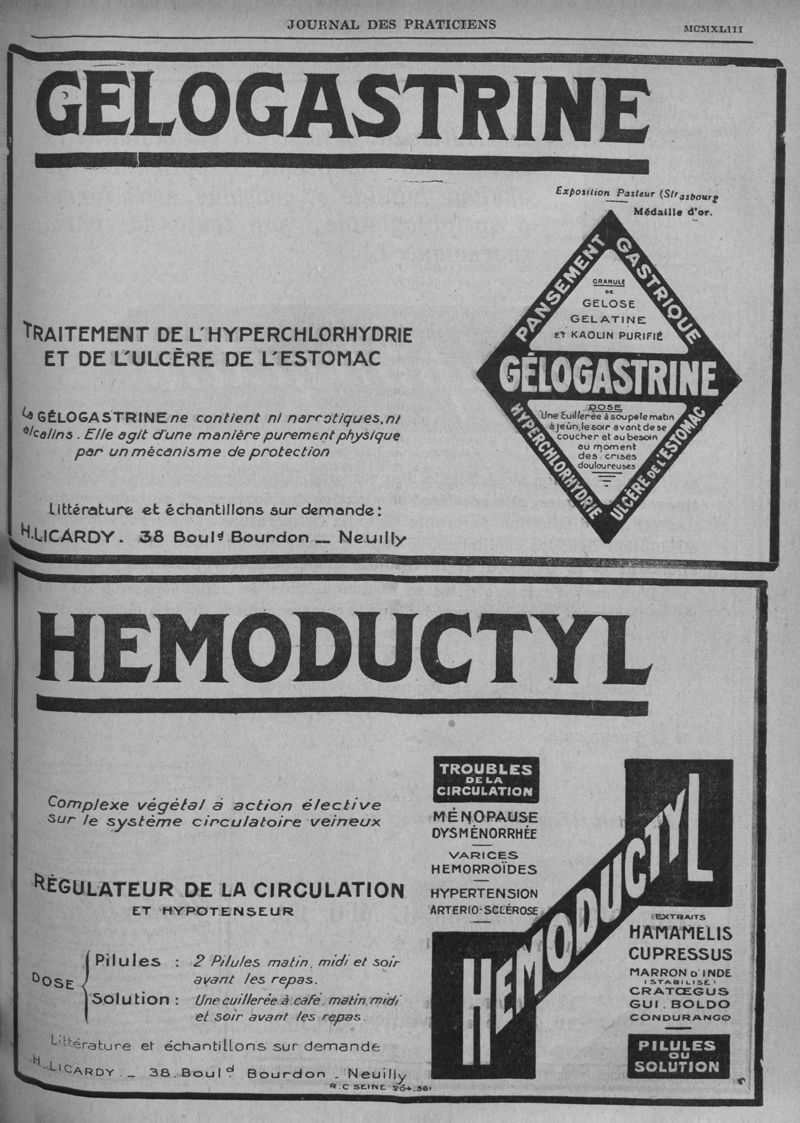 JOURNAL DES PRATICIENS
MCMXLIII
GÉLOGASTRINE
Exposition Pasteur (Strasbourg
Médaille d'or.
TRAITEMENT DE L'HYPERCHLORHYDRIE
ET DE L'ULCÈRE DE L'ESTOMAC
La GÉLOGASTRINE ne contient ni narcotiques, ni
alcalins. Elle agit d'une manière purement physique
par un mécanisme de protection
Littérature et échantillons sur demande:
H. LICARDY. 38 Boulᵈ Bourdon _ Neuilly
PANSEMENT GASTRIQUE
GRANULÉ
DE
GELOSE
GELATINE
ET KAOLIN PURIFIÉ
GÉLOGASTRINE
DOSE
Une cuillerée à soupe le matin
à jeûn, le soir avant de se
coucher et au besoin
au moment
des crises
douloureuses
HYPERCHLORHYDRIE
ULCÈRE DE L'ESTOMAC
HEMODUCTYL
Complexe végétal à action élective
sur le système circulatoire veineux
RÉGULATEUR DE LA CIRCULATION
ET HYPOTENSEUR
DOSE
Pilules : 2 Pilules matin, midi et soir
avant les repas.
Solution : Une cuillerée à café, matin, midi
et soir avant les repas.
Littérature et échantillons sur demande
H. LICARDY _ 38. Boulᵈ. Bourdon _ Neuilly
R.C SEINE 264.361
TROUBLES
DE LA
CIRCULATION
MÉNOPAUSE
DYSMÉNORRHÉE
VARICES
HEMORROÏDES
HYPERTENSION
ARTERIO-SCLÉROSE
HEMODUCTYL
EXTRAITS
HAMAMELIS
CUPRESSUS
MARRON D'INDE
(STABILISÉ)
CRATŒGUS
GUI. BOLDO
CONDURANGO
PILULES
OU
SOLUTION